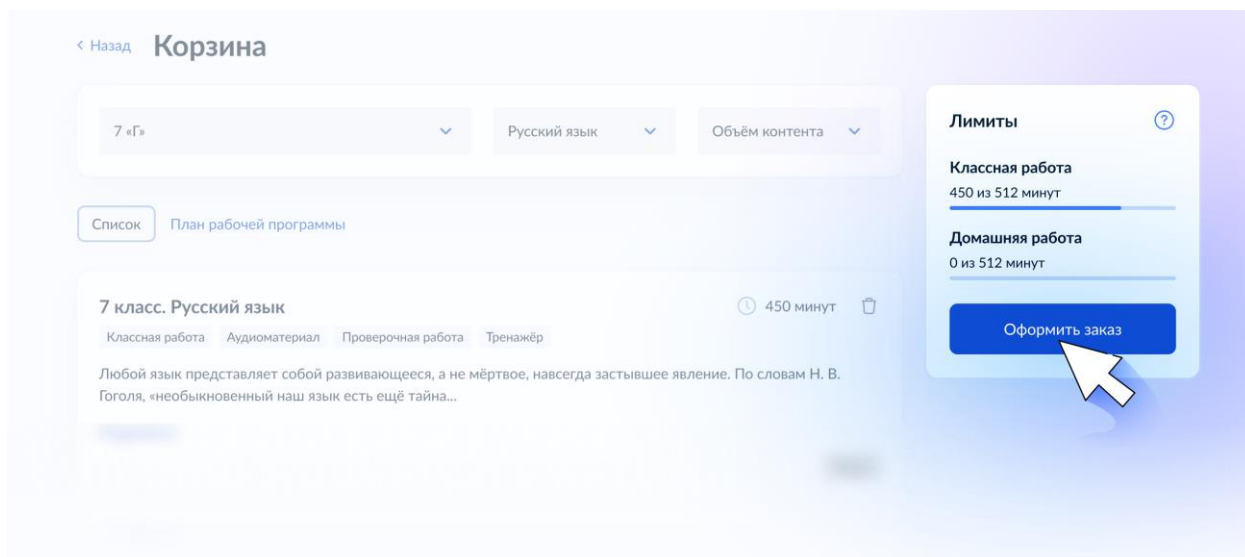 Назад Корзина
7 «Г» Русский язык Объём контента
Список План рабочей программы
7 класс. Русский язык 450 минут
Классная работа Аудиоматериал Проверочная работа Тренажёр
Любой язык представляет собой развивающееся, а не мёртвое, навсегда застывшее явление. По словам Н. В.
Гоголя, «необыкновенный наш язык есть ещё тайна...
Лимиты ?
Классная работа
450 из 512 минут
Домашняя работа
0 из 512 минут
Оформить заказ